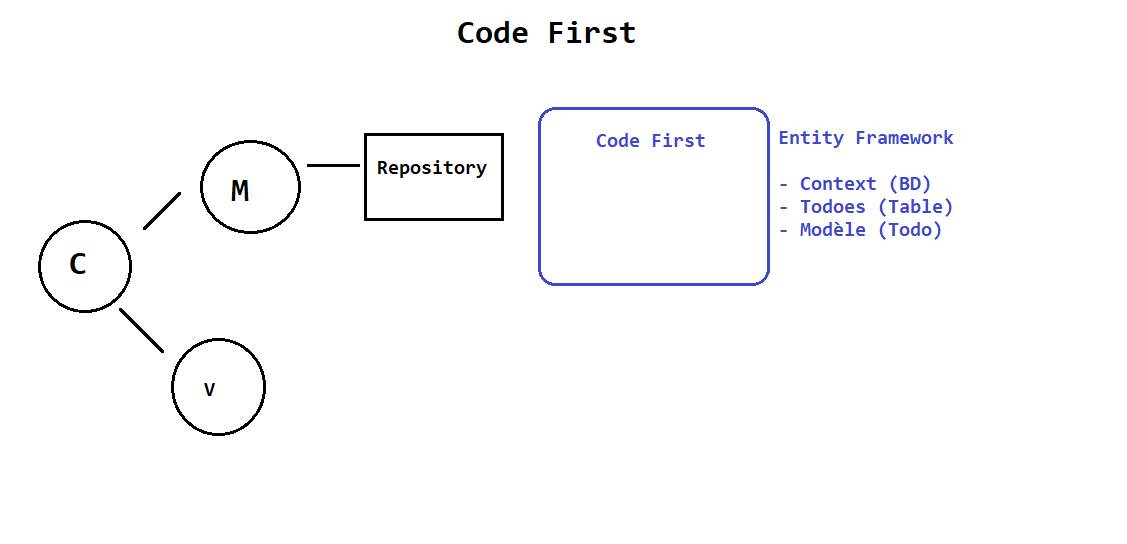 Code First
Code First
Entity Framework
Repository
M
- Context (BD)
- Todoes (Table)
- Modèle (Todo)
C
v